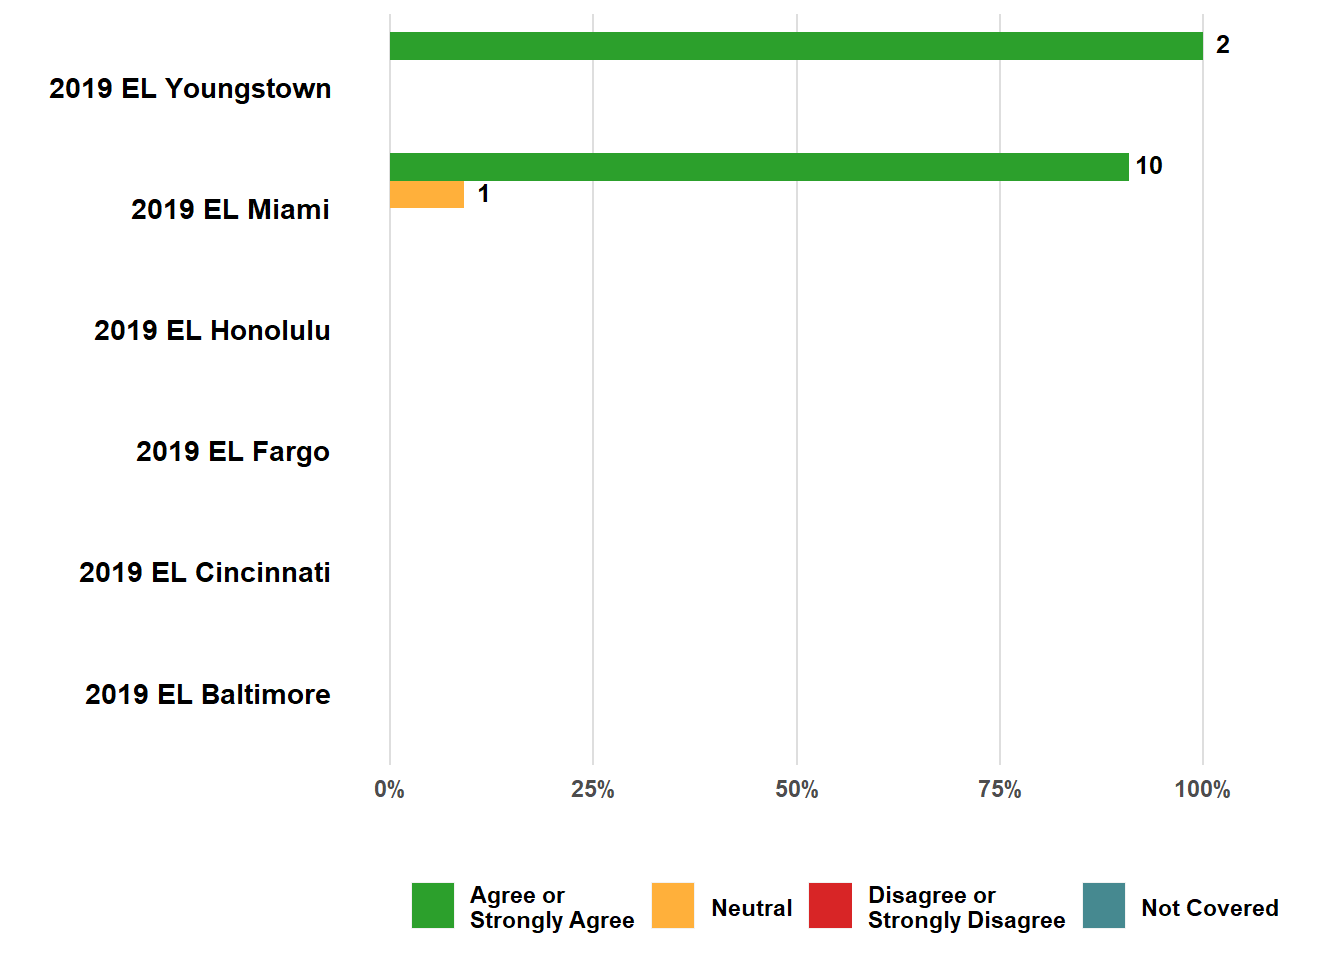 2
2019 EL Youngstown
10
1
2019 EL Miami
2019 EL Honolulu
2019 EL Fargo
2019 EL Cincinnati
2019 EL Baltimore
0% 25% 50% 75% 100%
Agree or
Strongly Agree
Neutral
Disagree or
Strongly Disagree
Not Covered